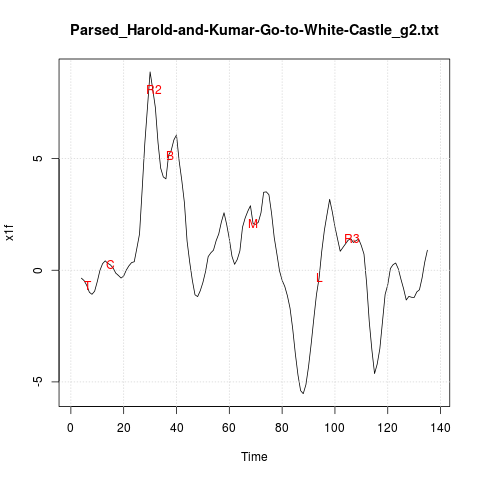 Parsed_Harold-and-Kumar-Go-to-White-Castle_g2.txt
R2
B
5
M
R3
x1f
C
0
T
L
-5
0 20 40 60 80 100 120 140
Time